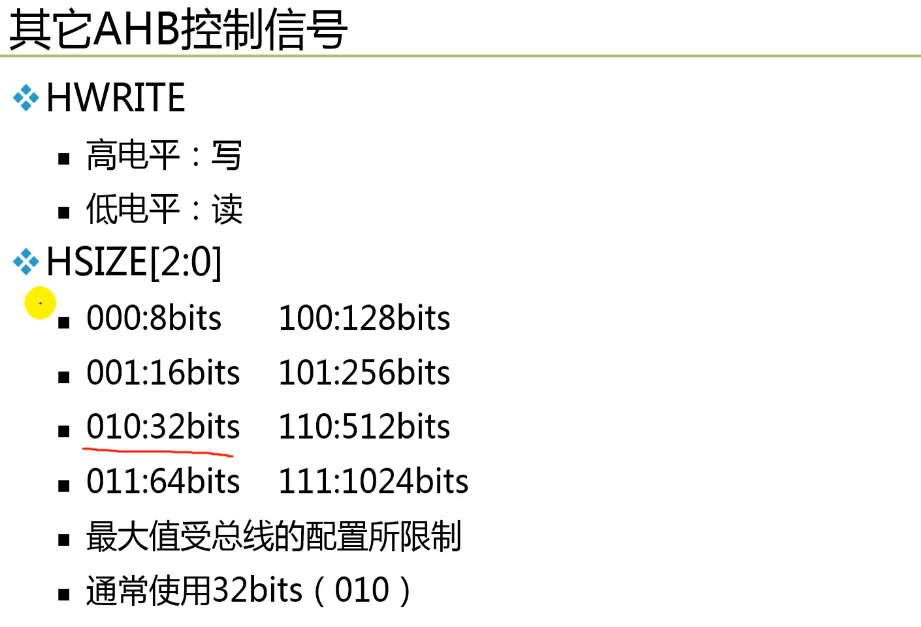 其它AHB控制信号
HWRITE
高电平：写
低电平：读
HSIZE[2:0]
000:8bits 100:128bits
001:16bits 101:256bits
010:32bits 110:512bits
011:64bits 111:1024bits
最大值受总线的配置所限制
通常使用32bits（010）